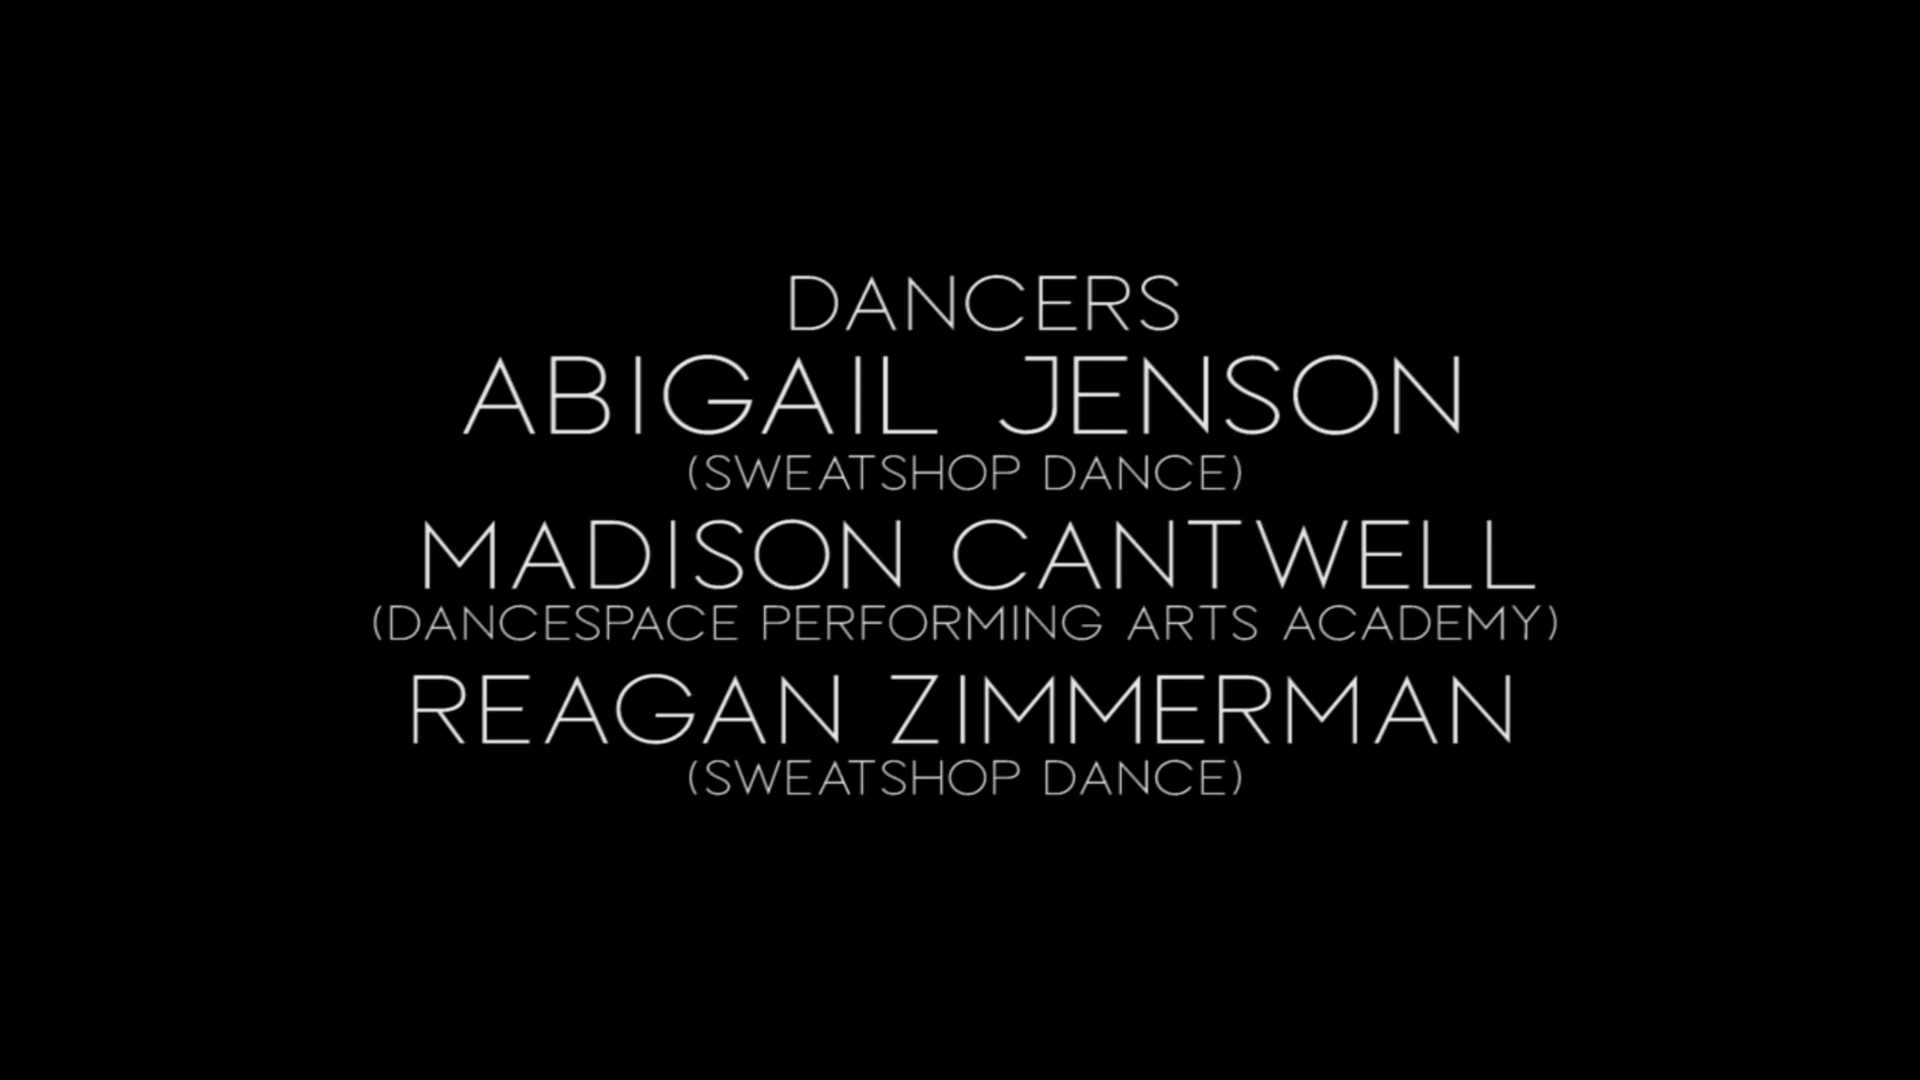 DANCERS
ABIGAIL JENSON
(SWEATSHOP DANCE)
MADISON CANTWELL
(DANCESPACE PERFORMING ARTS ACADEMY)
REAGAN ZIMMERMAN
(SWEATSHOP DANCE)